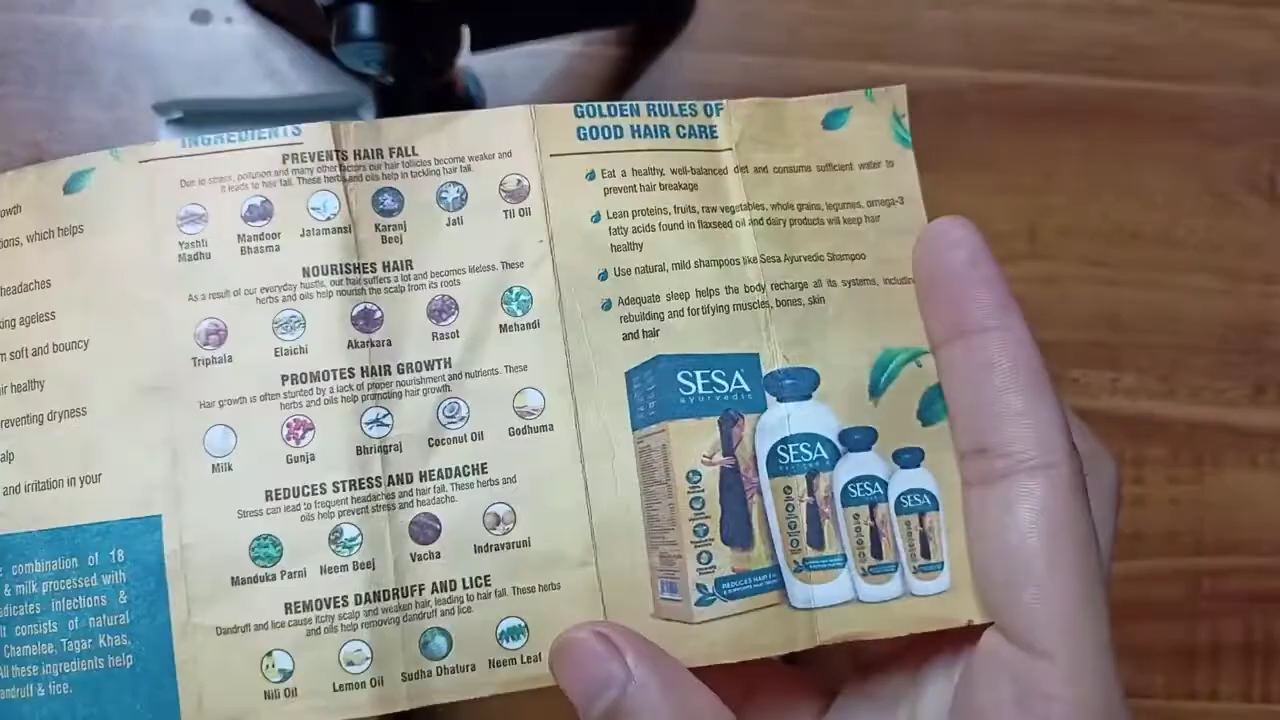 owth
ions, which helps
headaches
king ageless
m soft and bouncy
ir healthy
reventing dryness
alp
and irritation in your
combination of 18
& milk processed with
edicates infections &
It consists of natural
Chamelee, Tagar, Khas,
All these ingredients help
andruff & lice.
INGREDIENTS
PREVENTS HAIR FALL
Due to stress, pollution and many other factors our hair follicles become weaker and
it leads to hair fall. These herbs and oils help in tackling hair fall.
Yashti
Madhu
Mandoor
Bhasma
Jatamansi
Karanj
Beej
Jati
Til Oil
NOURISHES HAIR
As a result of our everyday hustle, our hair suffers a lot and becomes lifeless. These
herbs and oils help nourish the scalp from its roots
Triphala
Elaichi
Akarkara
Rasot
Mehandi
PROMOTES HAIR GROWTH
Hair growth is often stunted by a lack of proper nourishment and nutrients. These
herbs and oils help promoting hair growth.
Milk
Gunja
Bhringraj
Coconut Oil
Godhuma
REDUCES STRESS AND HEADACHE
Stress can lead to frequent headaches and hair fall. These herbs and
oils help prevent stress and headache.
Manduka Parni
Neem Beej
Vacha
Indravaruni
REMOVES DANDRUFF AND LICE
Dandruff and lice cause itchy scalp and weaken hair, leading to hair fall. These herbs
and oils help removing dandruff and lice.
Nili Oil
Lemon Oil
Sudha Dhatura
Neem Leaf
GOLDEN RULES OF
GOOD HAIR CARE
Eat a healthy, well-balanced diet and consume sufficient water to
prevent hair breakage
Lean proteins, fruits, raw vegetables, whole grains, legumes, omega-3
fatty acids found in flaxseed oil and dairy products will keep hair
healthy
Use natural, mild shampoos like Sesa Ayurvedic Shampoo
Adequate sleep helps the body recharge all its systems, including
rebuilding and fortifying muscles, bones, skin
and hair
SESA
ayurvedic
REDUCES HAIR FA
SESA
SESA
SESA